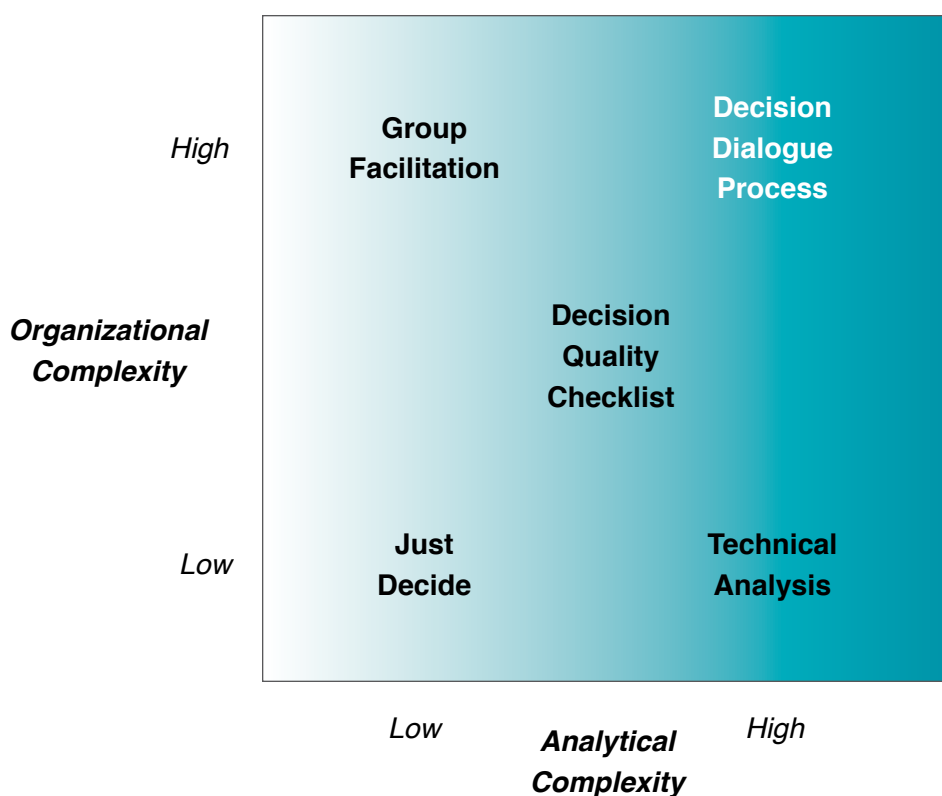 Group
Facilitation
Decision
Dialogue
Process
High
Organizational
Complexity
Decision
Quality
Checklist
Low
Just
Decide
Technical
Analysis
Low
Analytical
Complexity
High